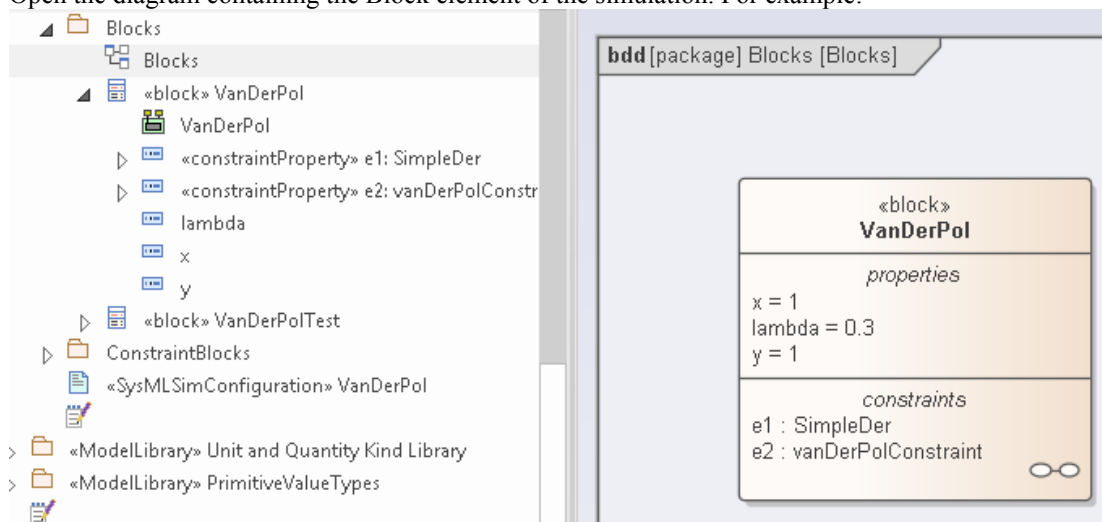 Open the diagram containing the Block element of the simulation. For example:
Blocks
Blocks
«block» VanDerPol
VanDerPol
«constraintProperty» e1: SimpleDer
«constraintProperty» e2: vanDerPolConstr
lambda
x
y
«block» VanDerPolTest
ConstraintBlocks
«SysMLSimConfiguration» VanDerPol
«ModelLibrary» Unit and Quantity Kind Library
«ModelLibrary» PrimitiveValueTypes
bdd [package] Blocks [Blocks]
«block»
VanDerPol
properties
x = 1
lambda = 0.3
y = 1
constraints
e1 : SimpleDer
e2 : vanDerPolConstraint